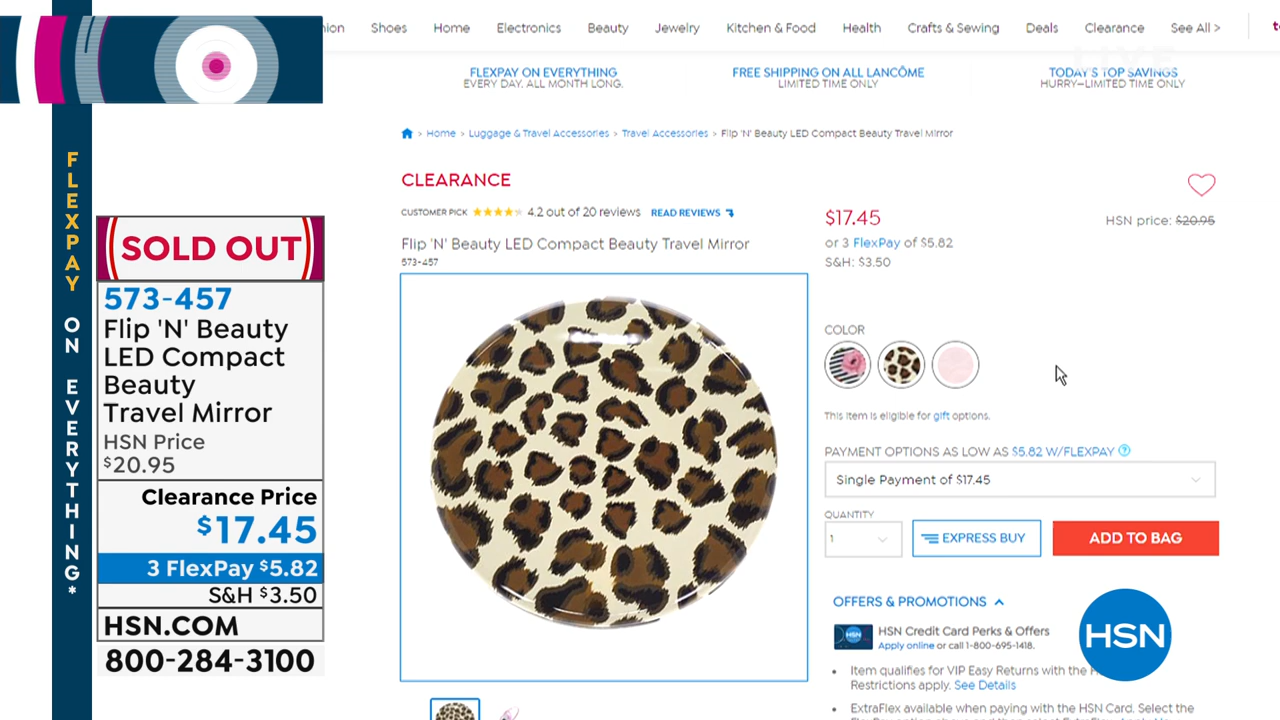 Shoes Home Electronics Beauty Jewelry Kitchen & Food Health Crafts & Sewing Deals Clearance See All >
LIVE
FLEXPAY ON EVERYTHING
EVERY DAY. ALL MONTH LONG.
FREE SHIPPING ON ALL LANCÔME
LIMITED TIME ONLY
TODAY'S TOP SAVINGS
HURRY—LIMITED TIME ONLY
> Home > Luggage & Travel Accessories > Travel Accessories > Flip 'N' Beauty LED Compact Beauty Travel Mirror
FLEXPAY ON EVERYTHING*
SOLD OUT
573-457
Flip 'N' Beauty
LED Compact
Beauty
Travel Mirror
HSN Price
$20.95
Clearance Price
$17.45
3 FlexPay $5.82
S&H $3.50
HSN.COM
800-284-3100
CLEARANCE
CUSTOMER PICK 4.2 out of 20 reviews READ REVIEWS
Flip 'N' Beauty LED Compact Beauty Travel Mirror
573-457
$17.45
HSN price: $20.95
or 3 FlexPay of $5.82
S&H: $3.50
COLOR
This item is eligible for gift options.
PAYMENT OPTIONS AS LOW AS $5.82 W/FLEXPAY ?
Single Payment of $17.45
QUANTITY
1
EXPRESS BUY
ADD TO BAG
OFFERS & PROMOTIONS
HSN
HSN Credit Card Perks & Offers
Apply online or call 1-800-695-1418.
HSN
• Item qualifies for VIP Easy Returns with the
Restrictions apply. See Details
• ExtraFlex available when paying with the HSN Card. Select the